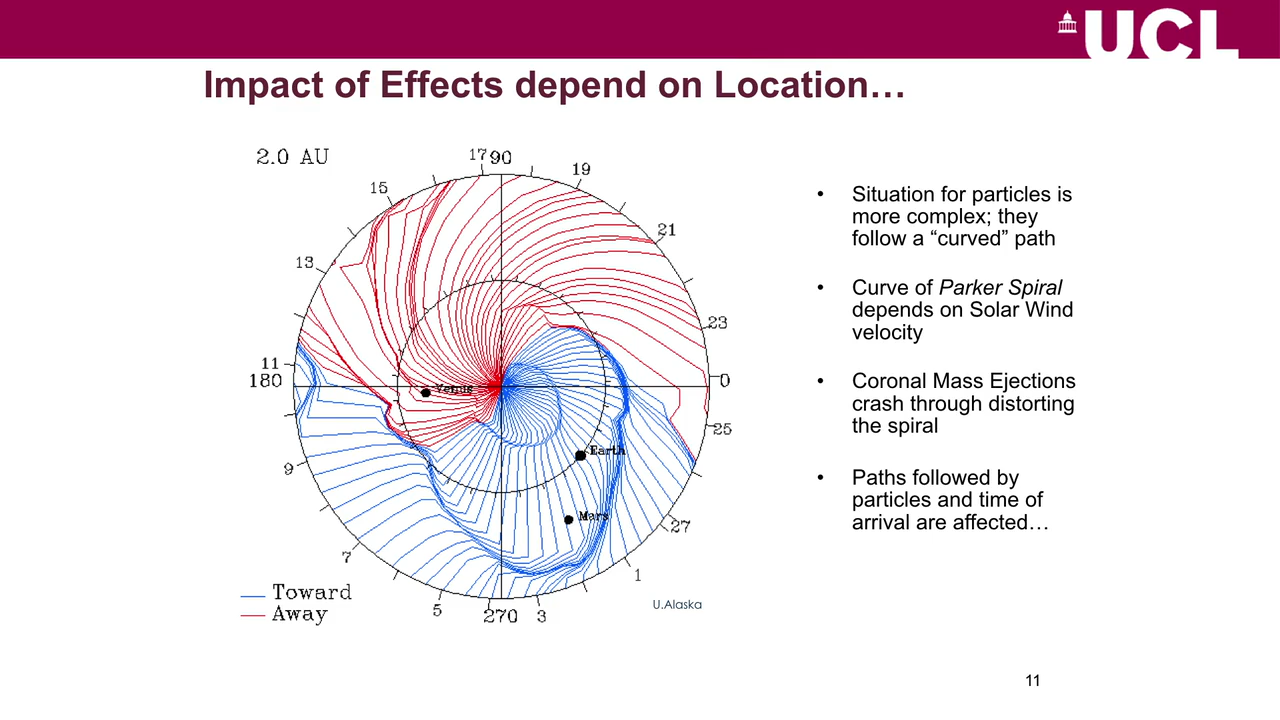 UCL
Impact of Effects depend on Location…
2.0 AU
17 90
19
15
21
13
23
11
180
0
25
9
27
7
1
5
270
3
Venus
Earth
Mars
Toward
Away
U.Alaska
• Situation for particles is
more complex; they
follow a “curved” path
• Curve of Parker Spiral
depends on Solar Wind
velocity
• Coronal Mass Ejections
crash through distorting
the spiral
• Paths followed by
particles and time of
arrival are affected…
11